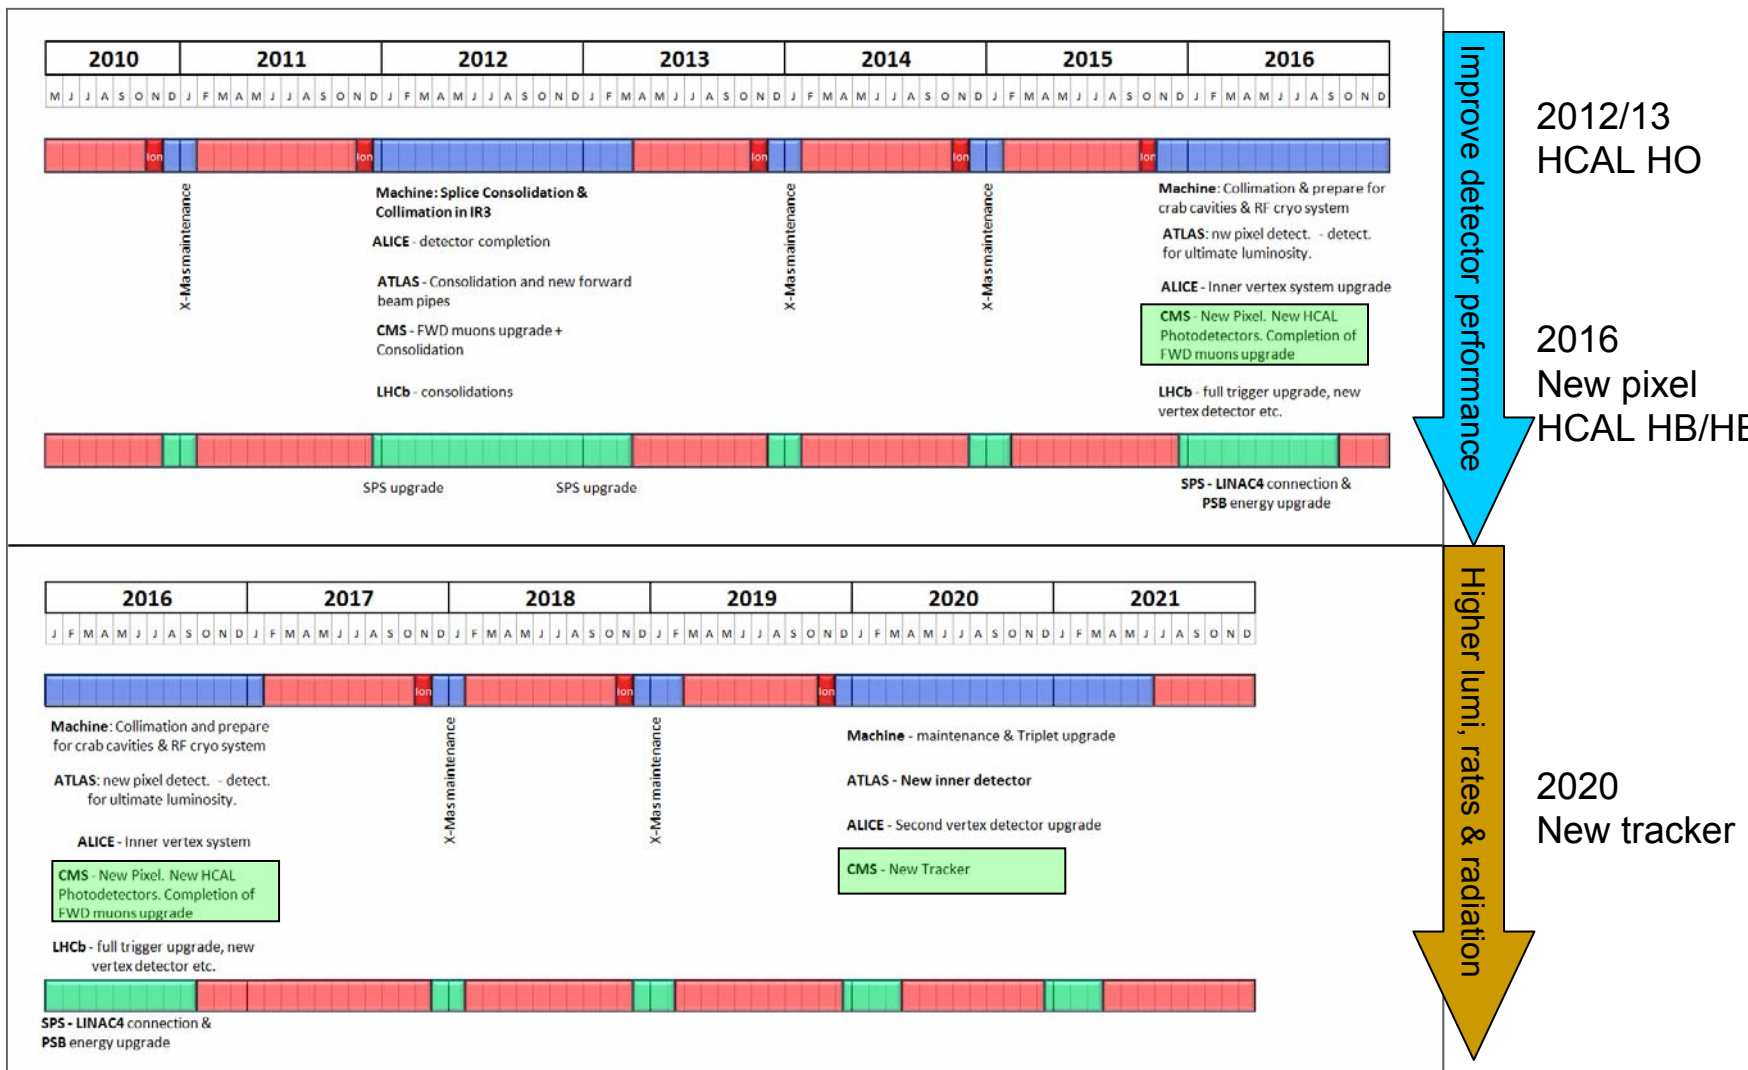 2010 2011 2012 2013 2014 2015 2016
M J J A S O N D J F M A M J J A S O N D J F M A M J J A S O N D J F M A M J J A S O N D J F M A M J J A S O N D J F M A M J J A S O N D J F M A M J J A S O N D
Ion Ion Ion Ion Ion
X-Mas maintenance
Machine: Splice Consolidation &
Collimation in IR3
ALICE - detector completion
ATLAS - Consolidation and new forward
beam pipes
CMS - FWD muons upgrade +
Consolidation
LHCb - consolidations
X-Mas maintenance
X-Mas maintenance
Machine: Collimation & prepare for
crab cavities & RF cryo system
ATLAS: nw pixel detect. - detect.
for ultimate luminosity.
ALICE - Inner vertex system upgrade
CMS - New Pixel. New HCAL
Photodetectors. Completion of
FWD muons upgrade
LHCb - full trigger upgrade, new
vertex detector etc.
SPS upgrade SPS upgrade
SPS - LINAC4 connection &
PSB energy upgrade
Improve detector performance
2012/13
HCAL HO
2016
New pixel
HCAL HB/HE
2016 2017 2018 2019 2020 2021
J F M A M J J A S O N D J F M A M J J A S O N D J F M A M J J A S O N D J F M A M J J A S O N D J F M A M J J A S O N D J F M A M J J A S O N D
Ion Ion Ion
Machine: Collimation and prepare
for crab cavities & RF cryo system
ATLAS: new pixel detect. - detect.
for ultimate luminosity.
ALICE - Inner vertex system
CMS - New Pixel. New HCAL
Photodetectors. Completion of
FWD muons upgrade
LHCb - full trigger upgrade, new
vertex detector etc.
X-Mas maintenance
X-Mas maintenance
Machine - maintenance & Triplet upgrade
ATLAS - New inner detector
ALICE - Second vertex detector upgrade
CMS - New Tracker
SPS - LINAC4 connection &
PSB energy upgrade
Higher lumi, rates & radiation
2020
New tracker